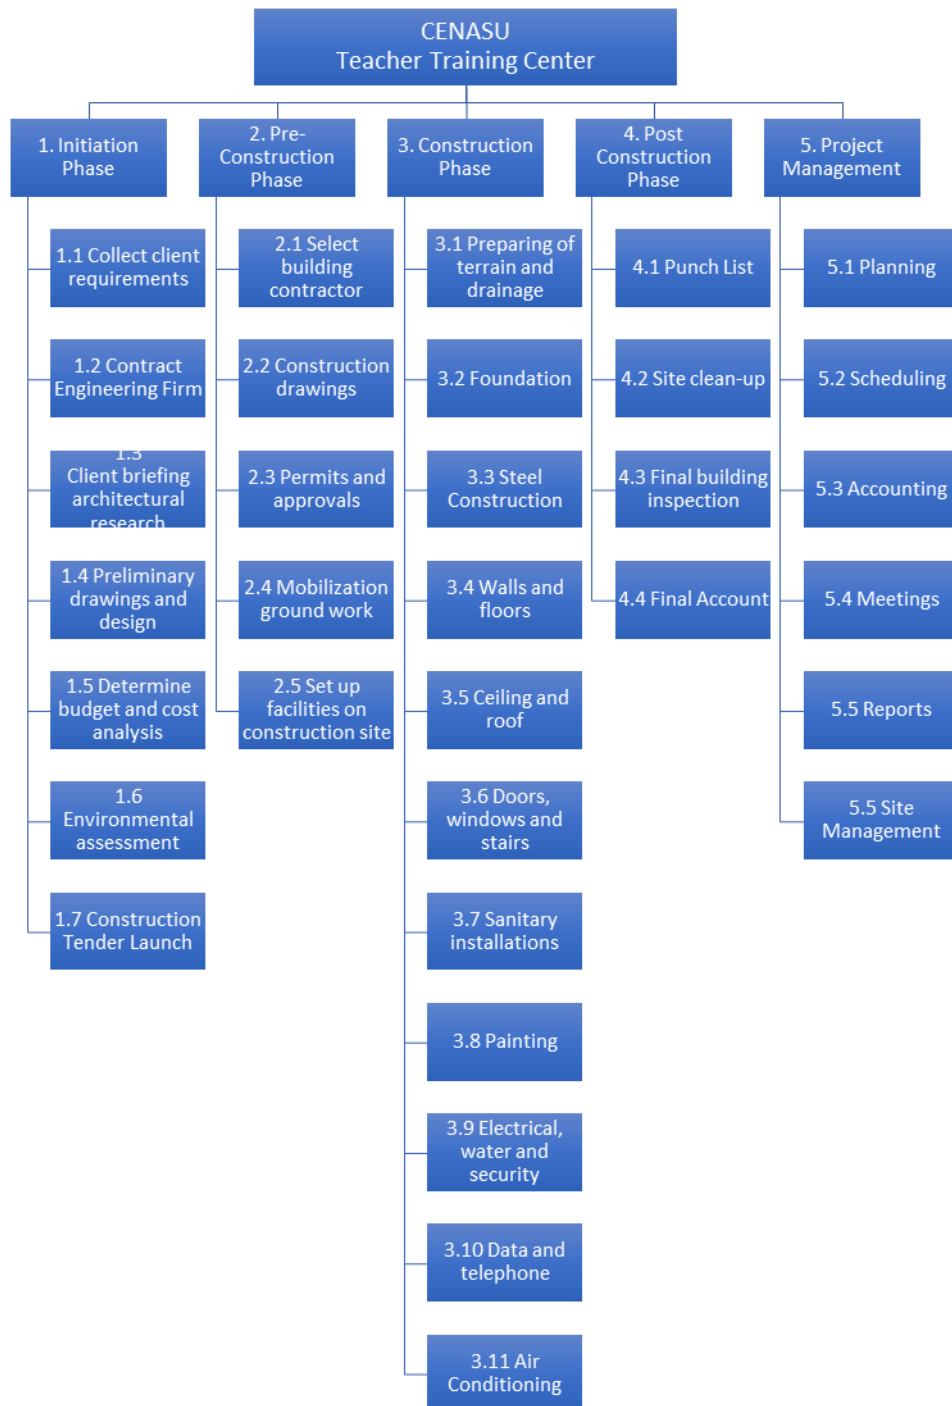 CENASU
Teacher Training Center
1. Initiation
Phase
2. Pre-
Construction
Phase
3. Construction
Phase
4. Post
Construction
Phase
5. Project
Management
1.1 Collect client
requirements
1.2 Contract
Engineering Firm
1.3
Client briefing
architectural
research
1.4 Preliminary
drawings and
design
1.5 Determine
budget and cost
analysis
1.6
Environmental
assessment
1.7 Construction
Tender Launch
2.1 Select
building
contractor
2.2 Construction
drawings
2.3 Permits and
approvals
2.4 Mobilization
ground work
2.5 Set up
facilities on
construction site
3.1 Preparing of
terrain and
drainage
3.2 Foundation
3.3 Steel
Construction
3.4 Walls and
floors
3.5 Ceiling and
roof
3.6 Doors,
windows and
stairs
3.7 Sanitary
installations
3.8 Painting
3.9 Electrical,
water and
security
3.10 Data and
telephone
3.11 Air
Conditioning
4.1 Punch List
4.2 Site clean-up
4.3 Final building
inspection
4.4 Final Account
5.1 Planning
5.2 Scheduling
5.3 Accounting
5.4 Meetings
5.5 Reports
5.5 Site
Management